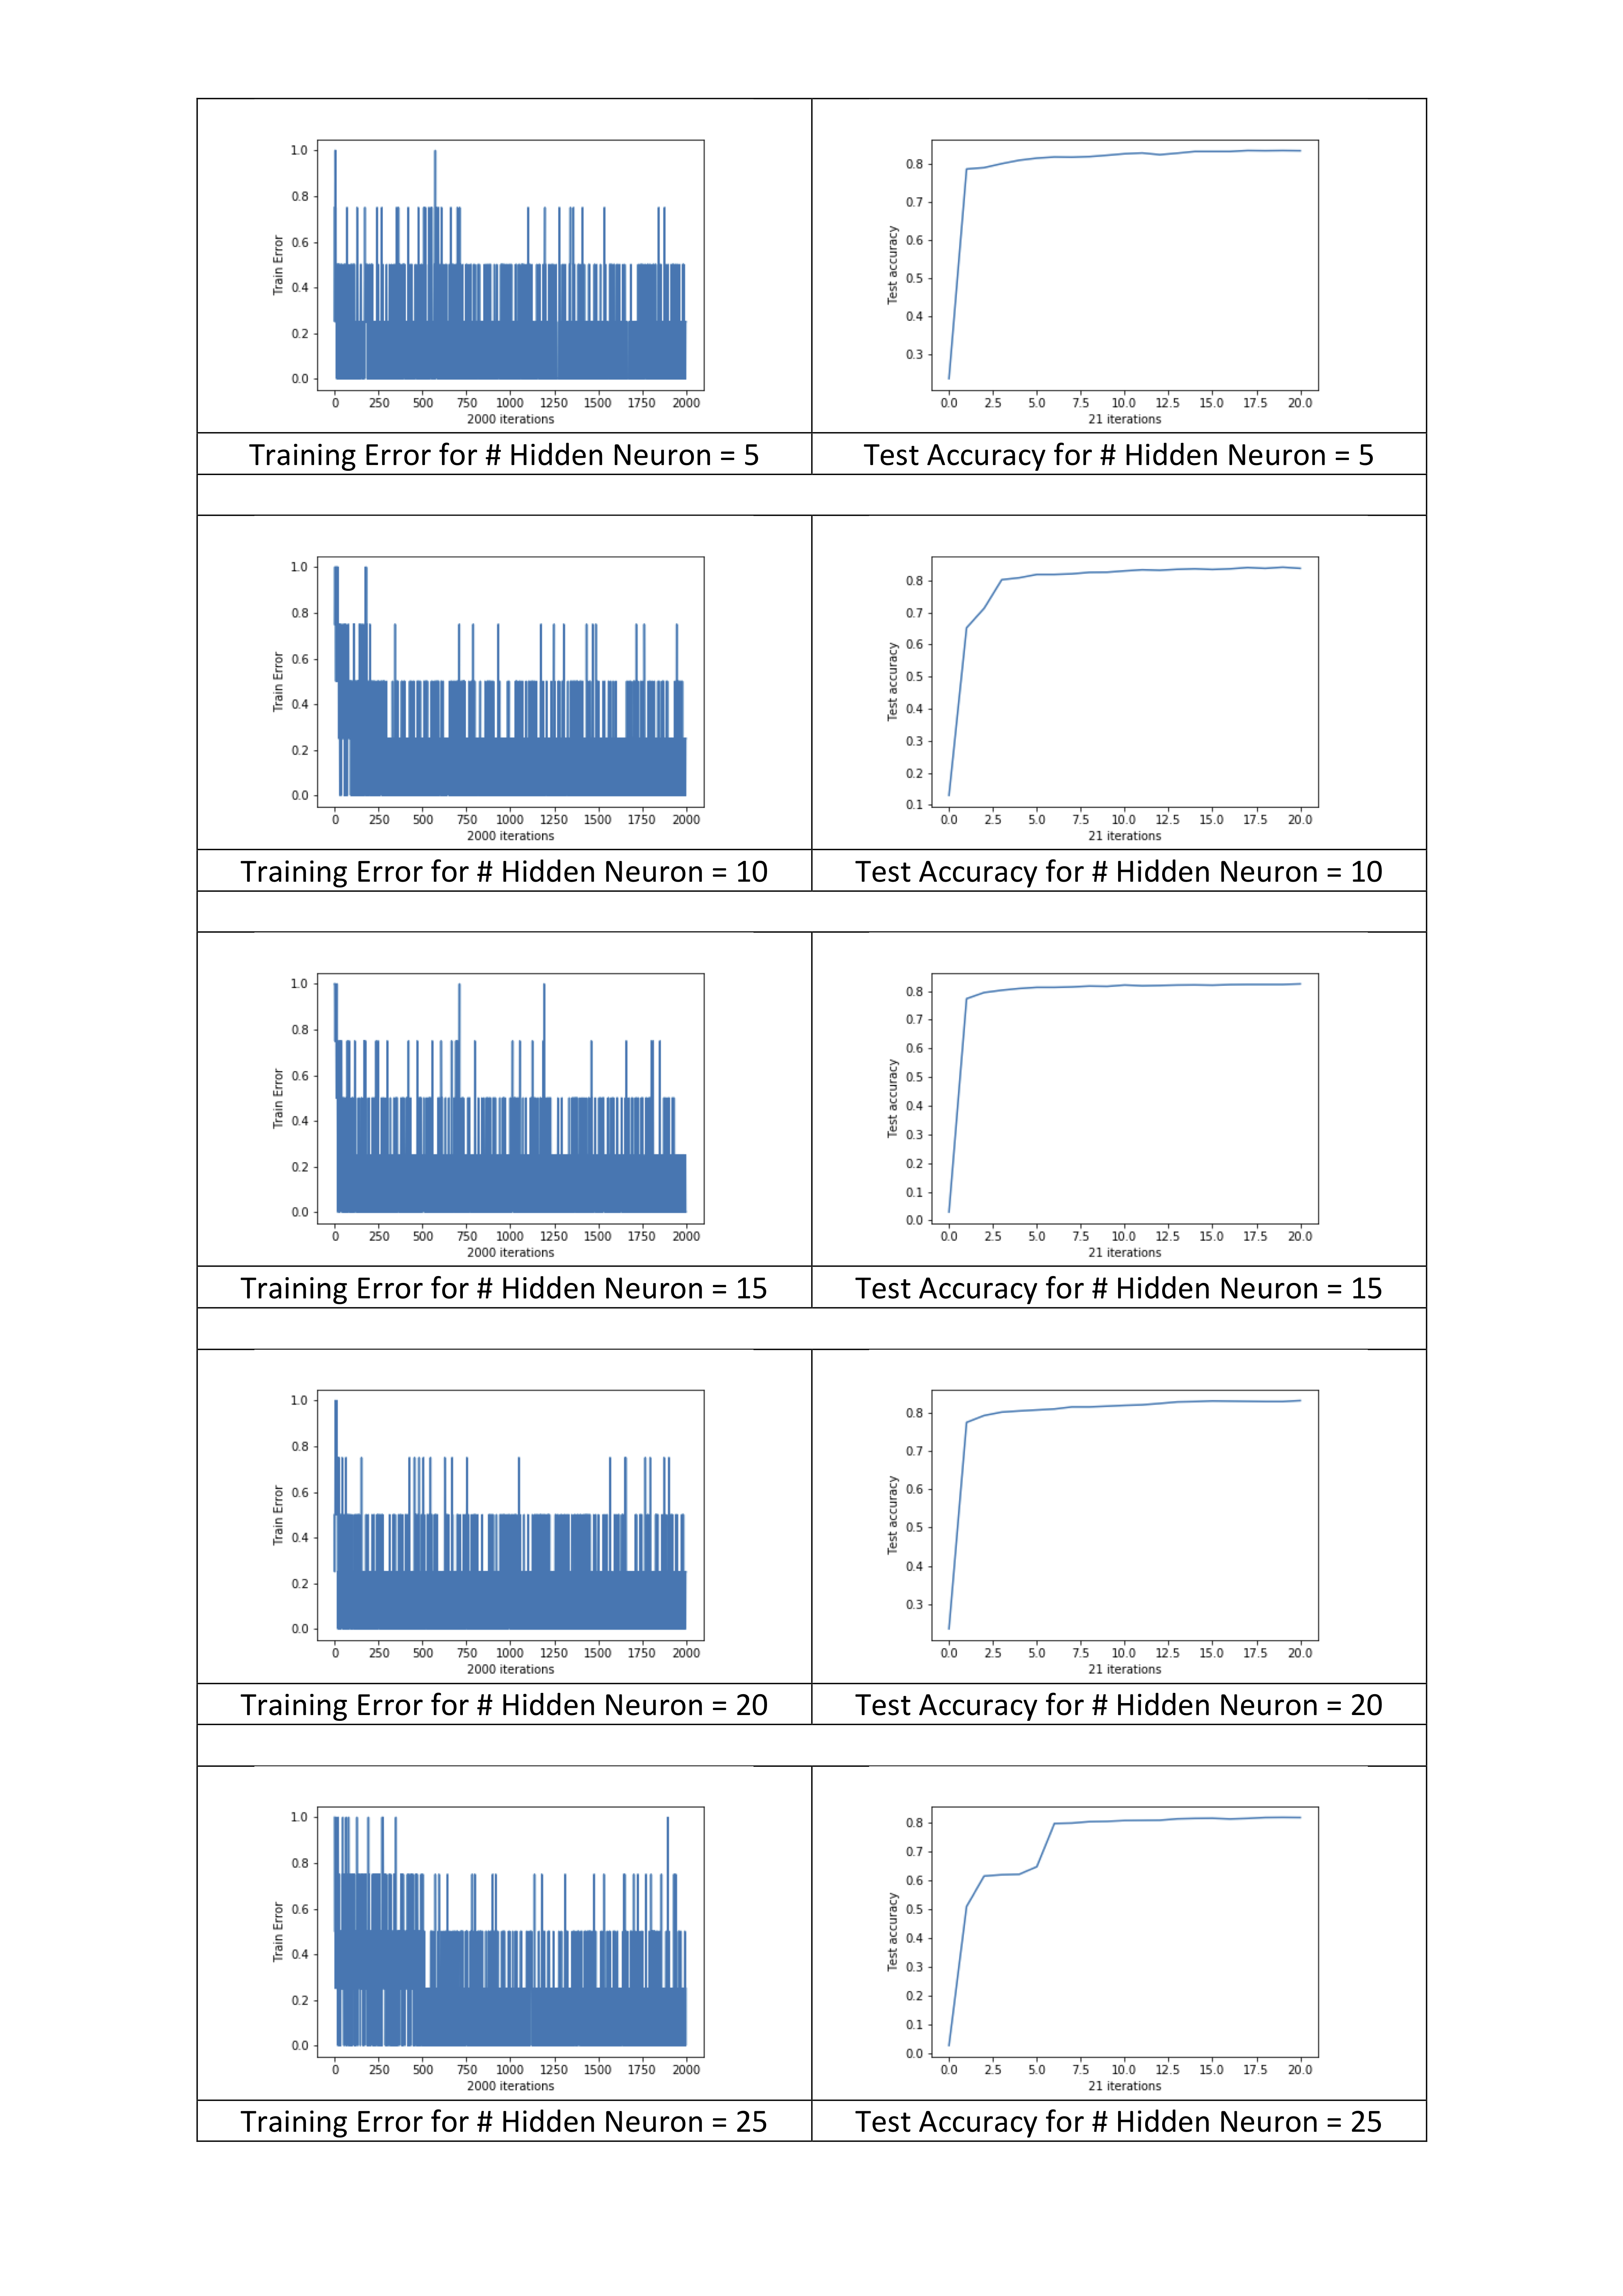 1.0
0.8
0.6
0.4
0.2
0.0
Train Error
0 250 500 750 1000 1250 1500 1750 2000
2000 iterations
0.8
0.7
0.6
0.5
0.4
0.3
Test accuracy
0.0 2.5 5.0 7.5 10.0 12.5 15.0 17.5 20.0
21 iterations
Training Error for # Hidden Neuron = 5
Test Accuracy for # Hidden Neuron = 5
1.0
0.8
0.6
0.4
0.2
0.0
Train Error
0 250 500 750 1000 1250 1500 1750 2000
2000 iterations
0.8
0.7
0.6
0.5
0.4
0.3
0.2
0.1
Test accuracy
0.0 2.5 5.0 7.5 10.0 12.5 15.0 17.5 20.0
21 iterations
Training Error for # Hidden Neuron = 10
Test Accuracy for # Hidden Neuron = 10
1.0
0.8
0.6
0.4
0.2
0.0
Train Error
0 250 500 750 1000 1250 1500 1750 2000
2000 iterations
0.8
0.7
0.6
0.5
0.4
0.3
0.2
0.1
0.0
Test accuracy
0.0 2.5 5.0 7.5 10.0 12.5 15.0 17.5 20.0
21 iterations
Training Error for # Hidden Neuron = 15
Test Accuracy for # Hidden Neuron = 15
1.0
0.8
0.6
0.4
0.2
0.0
Train Error
0 250 500 750 1000 1250 1500 1750 2000
2000 iterations
0.8
0.7
0.6
0.5
0.4
0.3
Test accuracy
0.0 2.5 5.0 7.5 10.0 12.5 15.0 17.5 20.0
21 iterations
Training Error for # Hidden Neuron = 20
Test Accuracy for # Hidden Neuron = 20
1.0
0.8
0.6
0.4
0.2
0.0
Train Error
0 250 500 750 1000 1250 1500 1750 2000
2000 iterations
0.8
0.7
0.6
0.5
0.4
0.3
0.2
0.1
0.0
Test accuracy
0.0 2.5 5.0 7.5 10.0 12.5 15.0 17.5 20.0
21 iterations
Training Error for # Hidden Neuron = 25
Test Accuracy for # Hidden Neuron = 25